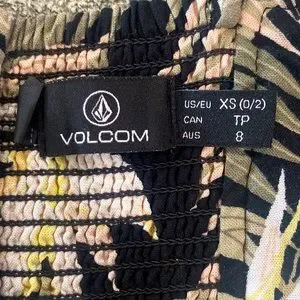 VOLCOM
US/EU XS (0/2)
CAN TP
AUS 8